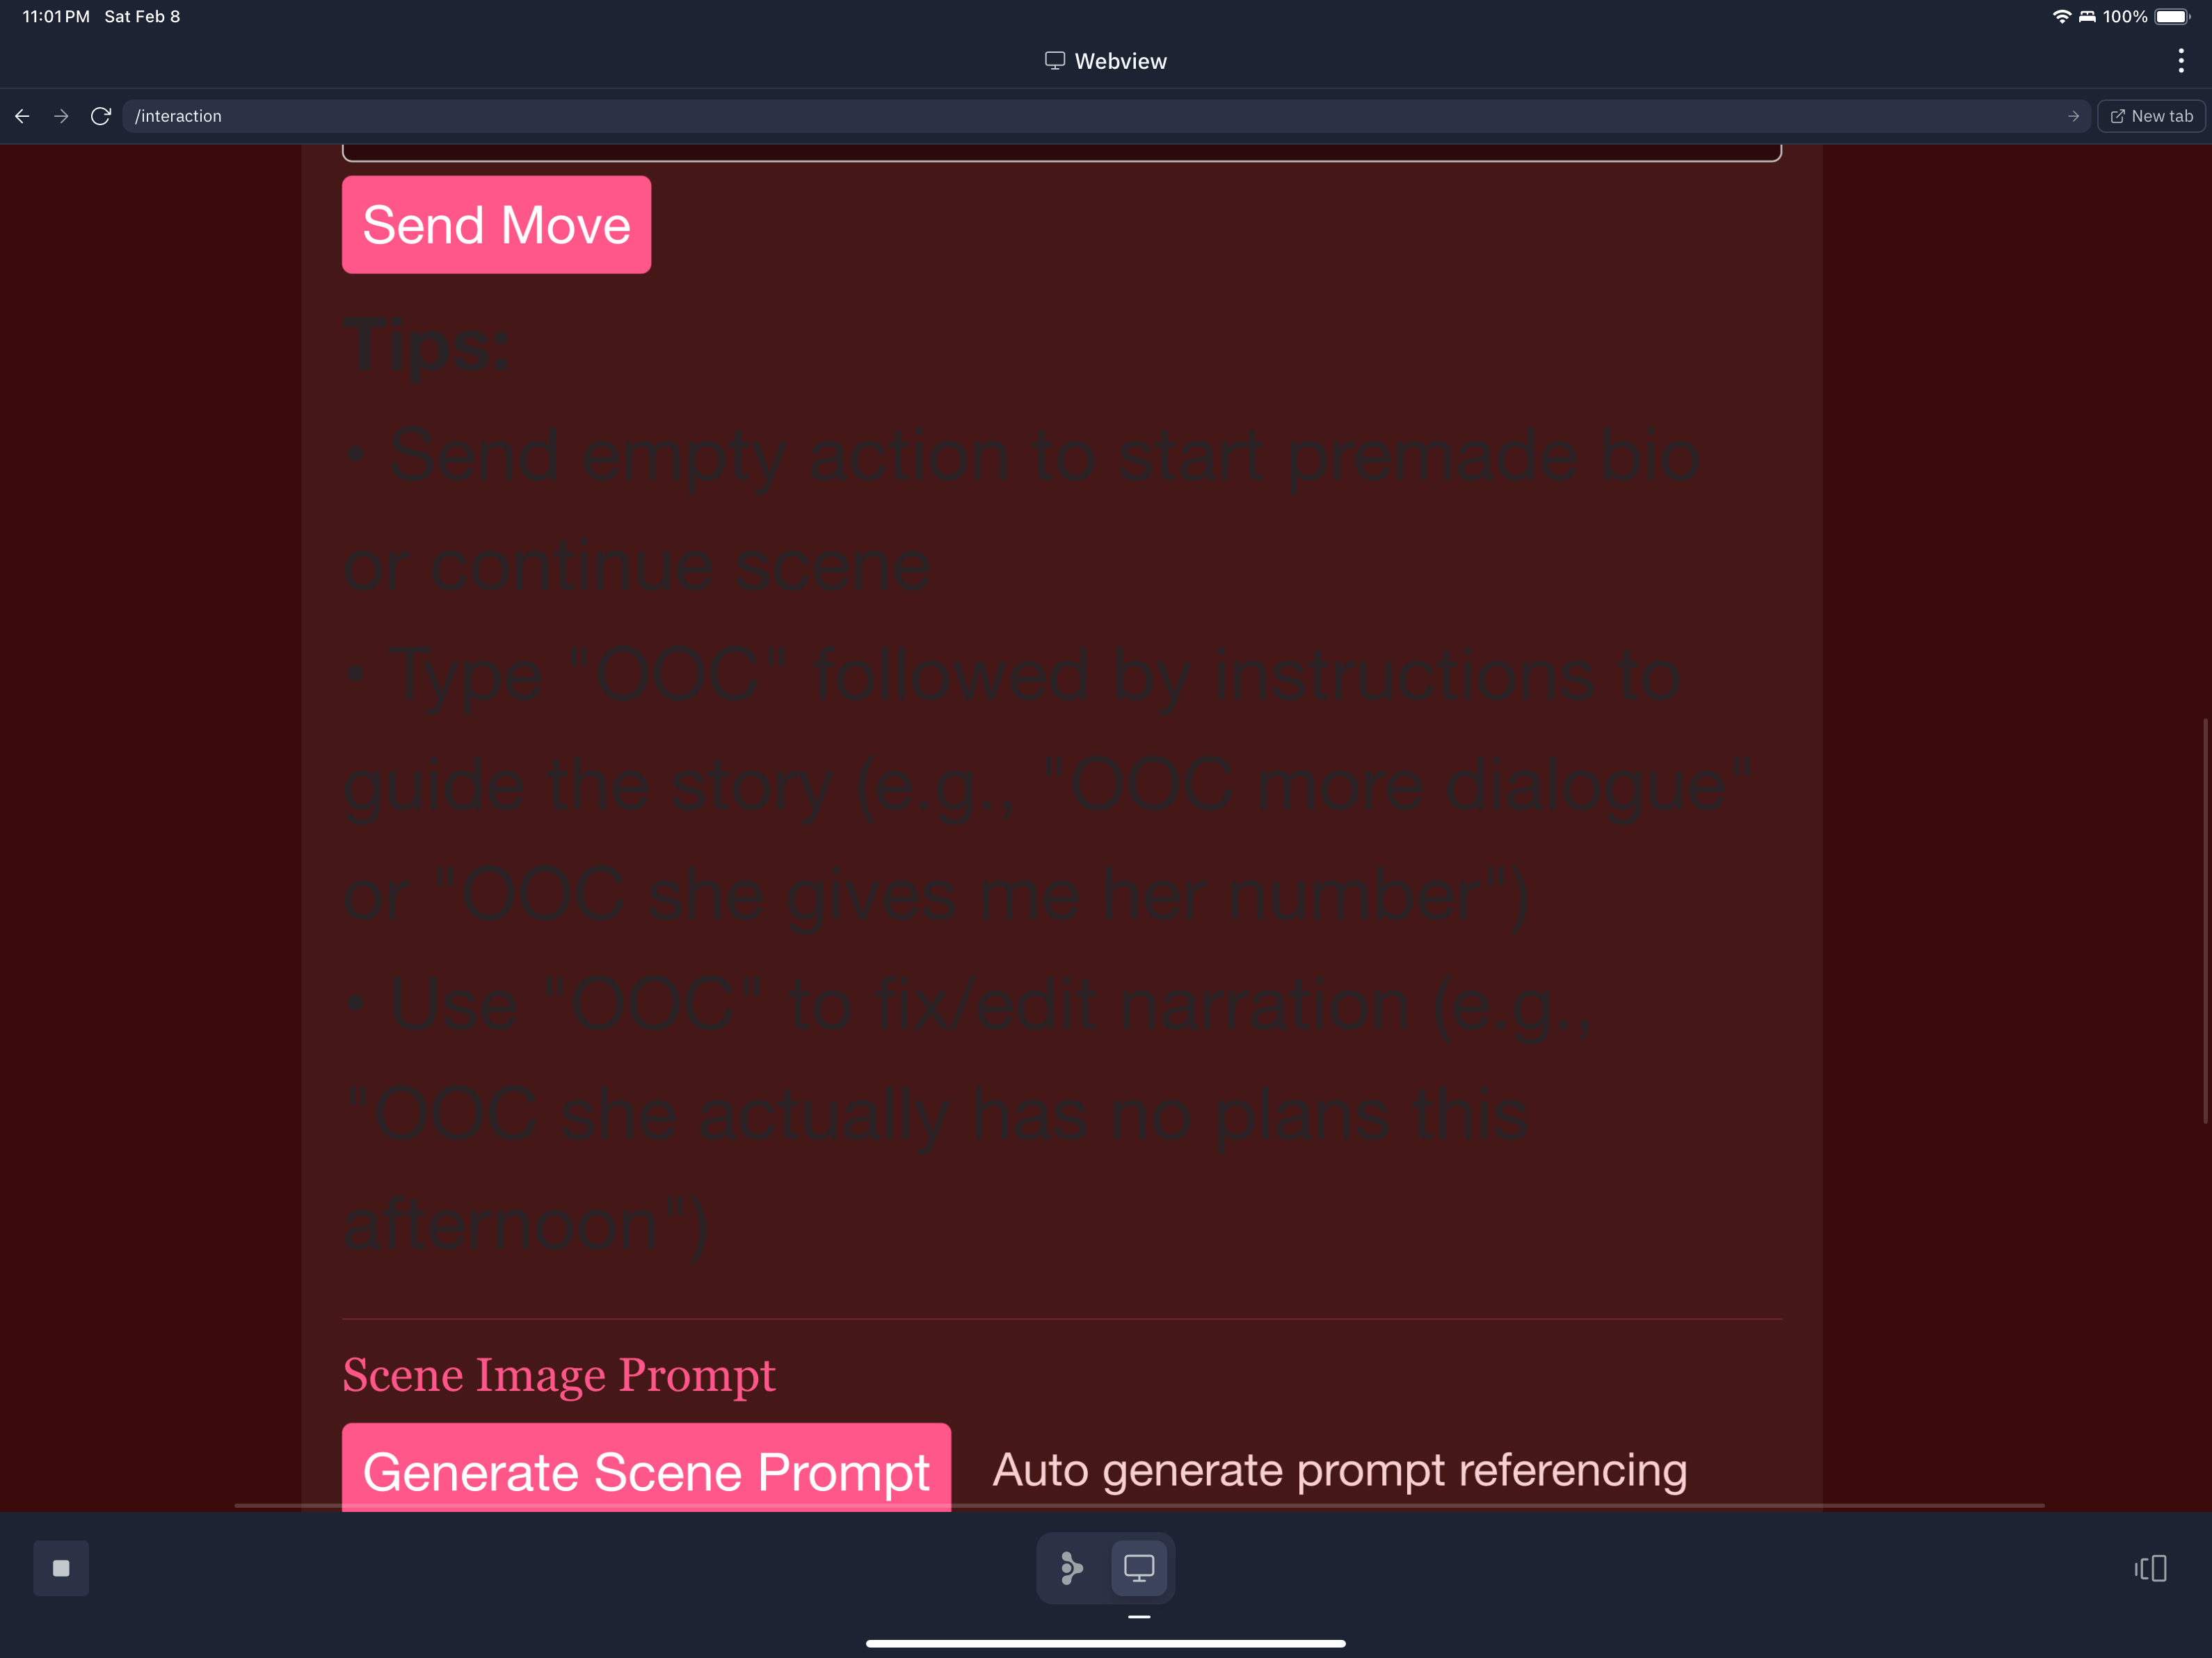 11:01 PM Sat Feb 8
100%
Webview
/interaction
New tab
Send Move
Tips:
• Send empty action to start premade bio
or continue scene
• Type "OOC" followed by instructions to
guide the story (e.g., "OOC more dialogue"
or "OOC she gives me her number")
• Use "OOC" to fix/edit narration (e.g.,
"OOC she actually has no plans this
afternoon")
Scene Image Prompt
Generate Scene Prompt
Auto generate prompt referencing